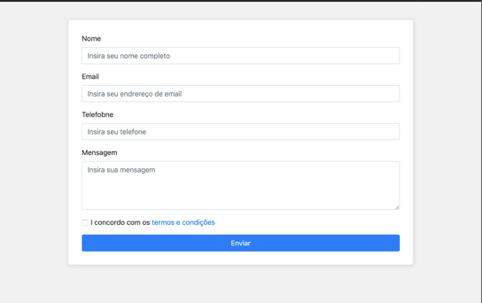 Nome
Insira seu nome completo
Email
Insira seu endrereço de email
Telefobne
Insira seu telefone
Mensagem
Insira sua mensagem
I concordo com os termos e condições
Enviar